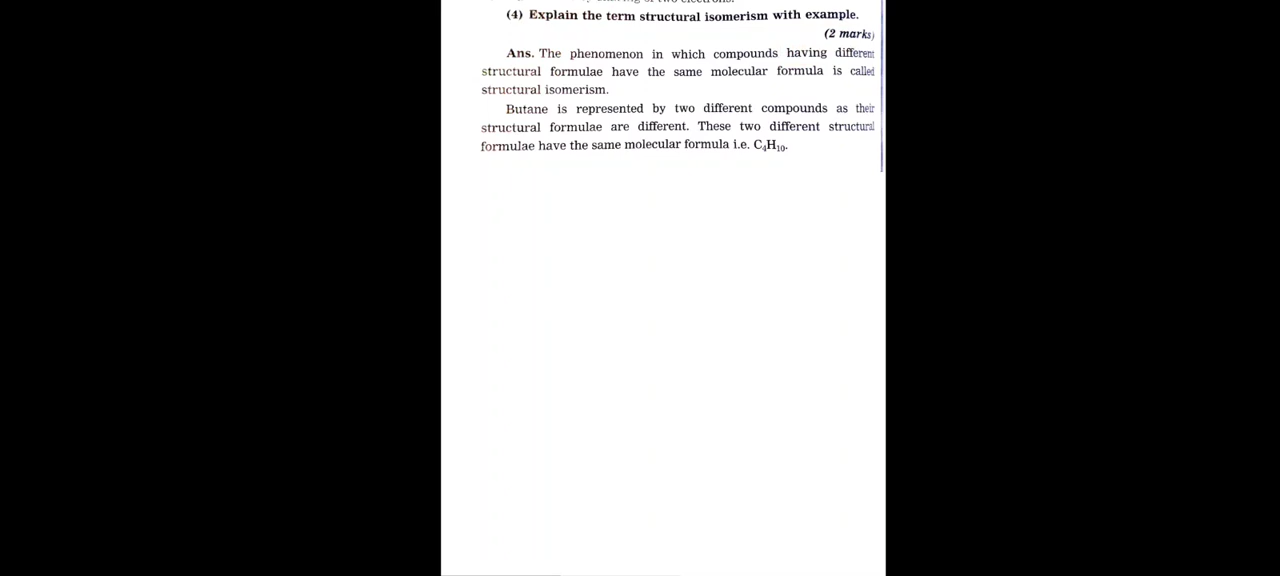 (4) Explain the term structural isomerism with example.
(2 marks)
Ans. The phenomenon in which compounds having different
structural formulae have the same molecular formula is called
structural isomerism.
Butane is represented by two different compounds as their
structural formulae are different. These two different structural
formulae have the same molecular formula i.e. C₄H₁₀.